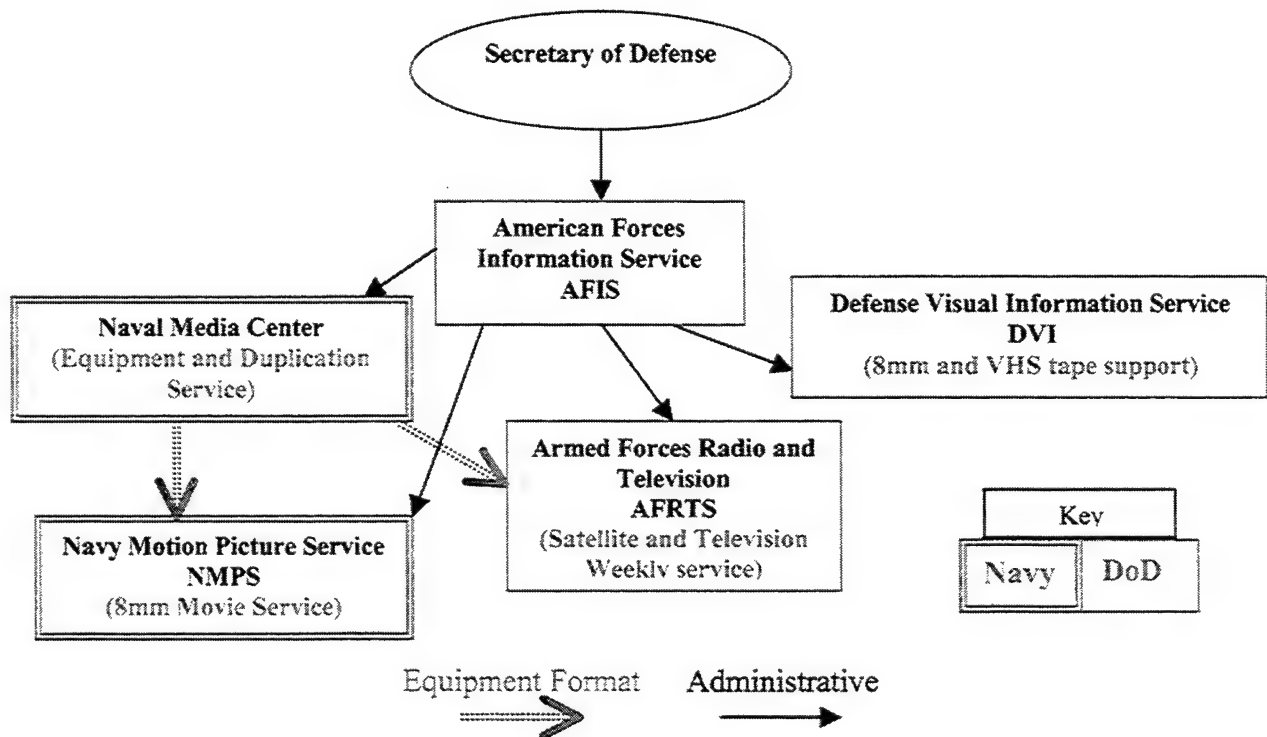 Secretary of Defense
American Forces
Information Service
AFIS
Naval Media Center
(Equipment and Duplication
Service)
Defense Visual Information Service
DVI
(8mm and VHS tape support)
Armed Forces Radio and
Television
AFRTS
(Satellite and Television
Weekly service)
Navy Motion Picture Service
NMPS
(8mm Movie Service)
Key
Navy DoD
Equipment Format Administrative